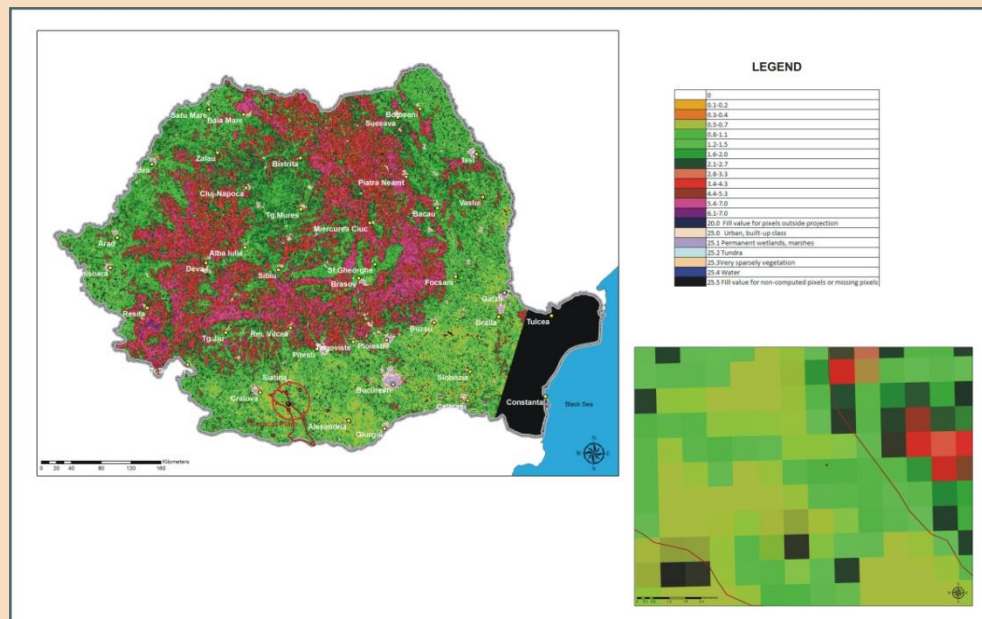 LEGEND
0
0.1-0.2
0.3-0.4
0.5-0.7
0.8-1.1
1.2-1.5
1.6-2.0
2.1-2.7
2.8-3.3
3.4-4.3
4.4-5.3
5.4-7.0
6.1-7.0
20.0 Fill value for pixels outside projection
25.0 Urban, built-up class
25.1 Permanent wetlands, marshes
25.2 Tundra
25.3Very sparsely vegetation
25.4 Water
25.5 Fill value for non-computed pixels or missing pixels
Satu Mare
Baia Mare
Botosani
Suceava
Zalau
Bistrita
Iasi
Piatra Neamt
Cluj-Napoca
Tg.Mures
Bacau
Vaslui
Miercurea Ciuc
Arad
Alba Iulia
Deva
Sibiu
Sf.Gheorghe
Brasov
Focsani
Resita
Galati
Braila
Tulcea
Tg.Jiu
Rm. Vilcea
Buzau
Pitesti
Ploiesti
Slatina
Slobozia
Craiova
Bucuresti
Constanta
Black Sea
Alexandria
Giurgiu
N
W
E
S
0 20 40 80 120 160
Kilometers